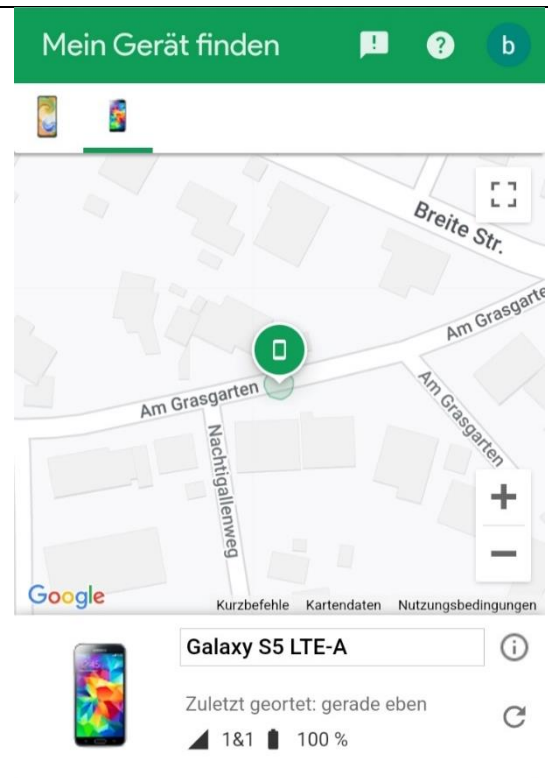 Mein Gerät finden
b
Breite Str.
Am Grasgarte
Am Grasgarten
Am Grasgarten
Nachtigallenweg
Google
Kurzbefehle Kartendaten Nutzungsbedingungen
Galaxy S5 LTE-A
Zuletzt geortet: gerade eben
1&1 100 %